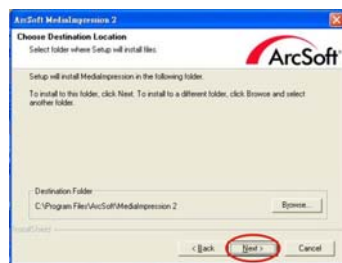 ArcSoft MediaImpression 2
Choose Destination Location
Select folder where Setup will install files.
ArcSoft
Setup will install MediaImpression in the following folder.
To install to this folder, click Next. To install to a different folder, click Browse and select
another folder.
Destination Folder
C:\Program Files\ArcSoft\MediaImpression 2
Browse...
InstallShield
< Back
Next >
Cancel